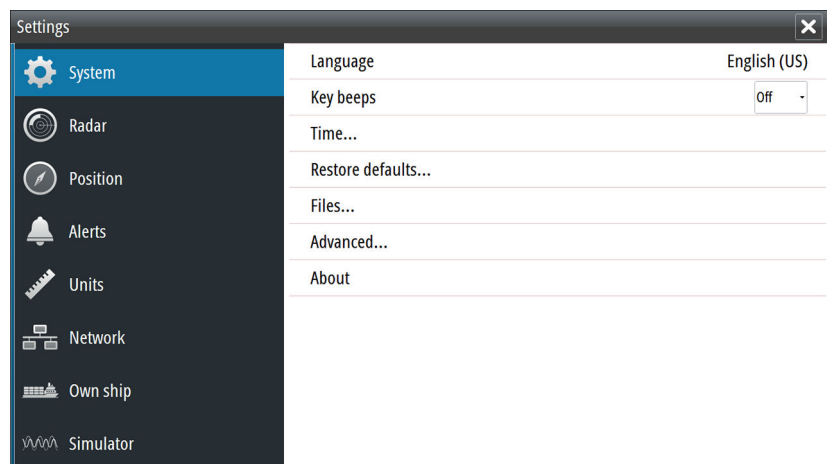 Settings
System
Radar
Position
Alerts
Units
Network
Own ship
Simulator
Language English (US)
Key beeps Off
Time...
Restore defaults...
Files...
Advanced...
About